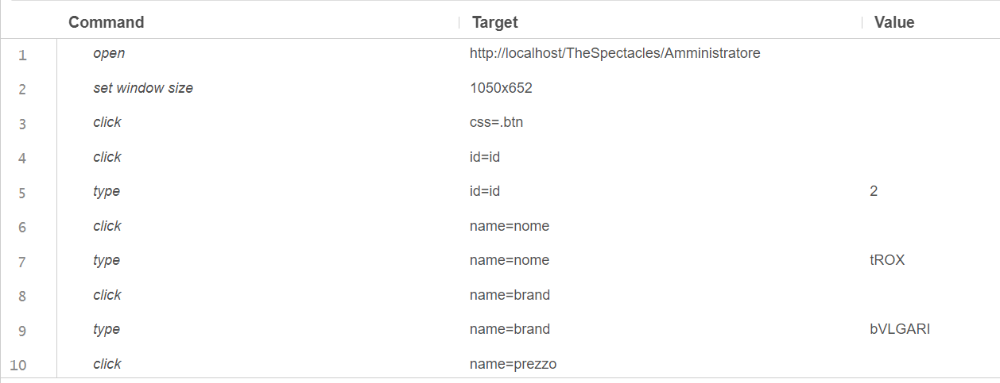 Command Target Value
1 open http://localhost/TheSpectacles/Amministratore
2 set window size 1050x652
3 click css=.btn
4 click id=id
5 type id=id 2
6 click name=nome
7 type name=nome tROX
8 click name=brand
9 type name=brand bVLGARI
10 click name=prezzo